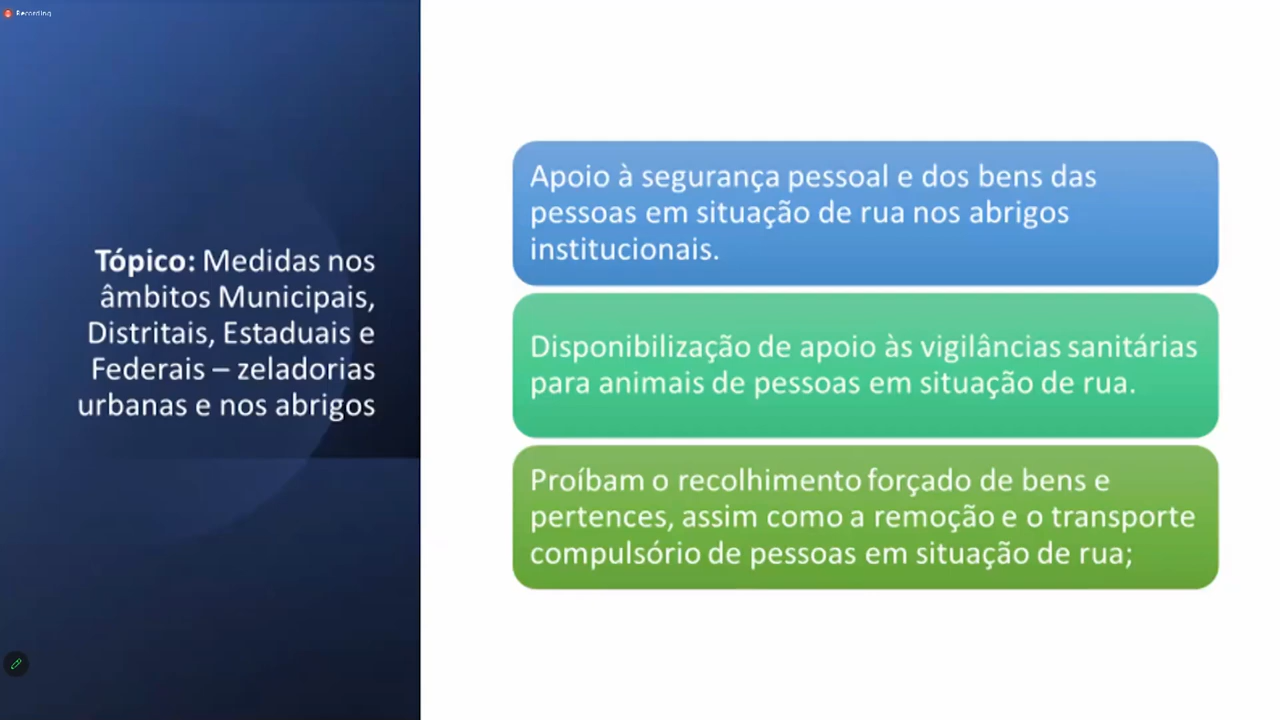 Recording
Tópico: Medidas nos
âmbitos Municipais,
Distritais, Estaduais e
Federais – zeladorias
urbanas e nos abrigos
Apoio à segurança pessoal e dos bens das
pessoas em situação de rua nos abrigos
institucionais.
Disponibilização de apoio às vigilâncias sanitárias
para animais de pessoas em situação de rua.
Proíbam o recolhimento forçado de bens e
pertences, assim como a remoção e o transporte
compulsório de pessoas em situação de rua;